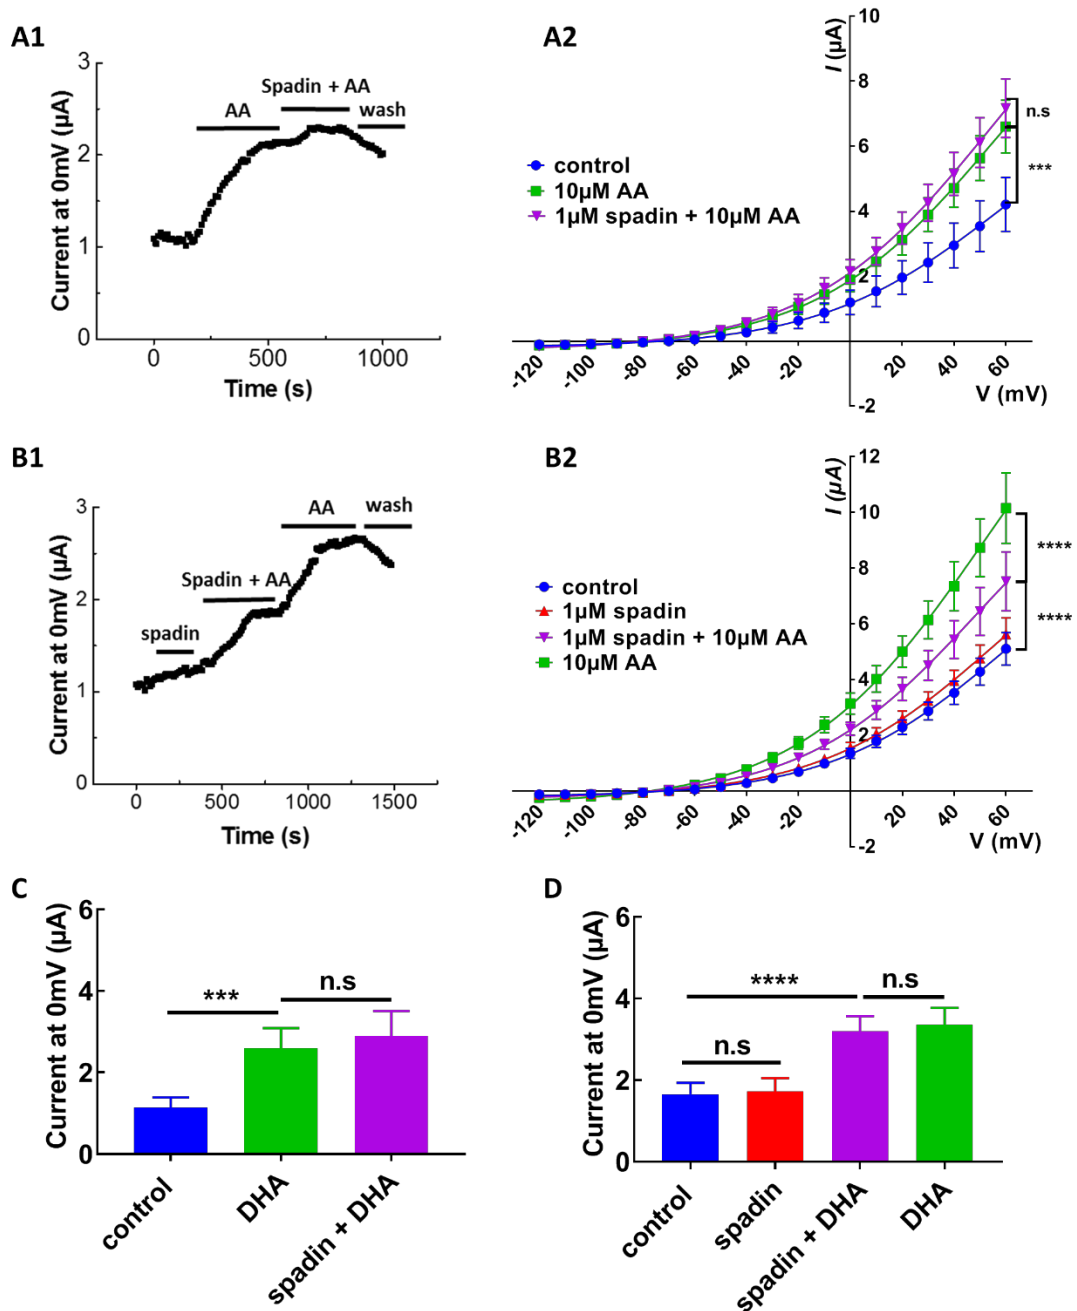 A1
Current at 0mV (µA)
3
2
1
0
AA
Spadin + AA
wash
0
500
1000
Time (s)
A2
I (µA)
10
8
6
4
2
-2
control
10µM AA
1µM spadin + 10µM AA
n.s
***
-120
-100
-80
-60
-40
-20
20
40
60
V (mV)
B1
Current at 0mV (µA)
3
2
1
0
spadin
Spadin + AA
AA
wash
0
500
1000
1500
Time (s)
B2
I (µA)
12
10
8
6
4
2
-2
control
1µM spadin
1µM spadin + 10µM AA
10µM AA
****
****
-120
-100
-80
-60
-40
-20
20
40
60
V (mV)
C
Current at 0mV (µA)
6
4
2
0
***
n.s
control
DHA
spadin + DHA
D
Current at 0mV (µA)
6
4
2
0
****
n.s
n.s
control
spadin
spadin + DHA
DHA